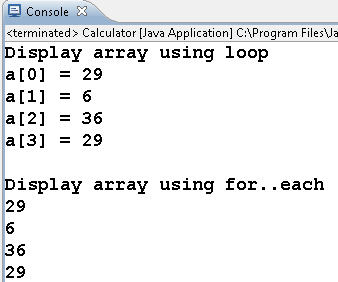 Console
<terminated> Calculator [Java Application] C:\Program Files\Ja
Display array using loop
a[0] = 29
a[1] = 6
a[2] = 36
a[3] = 29
Display array using for..each
29
6
36
29